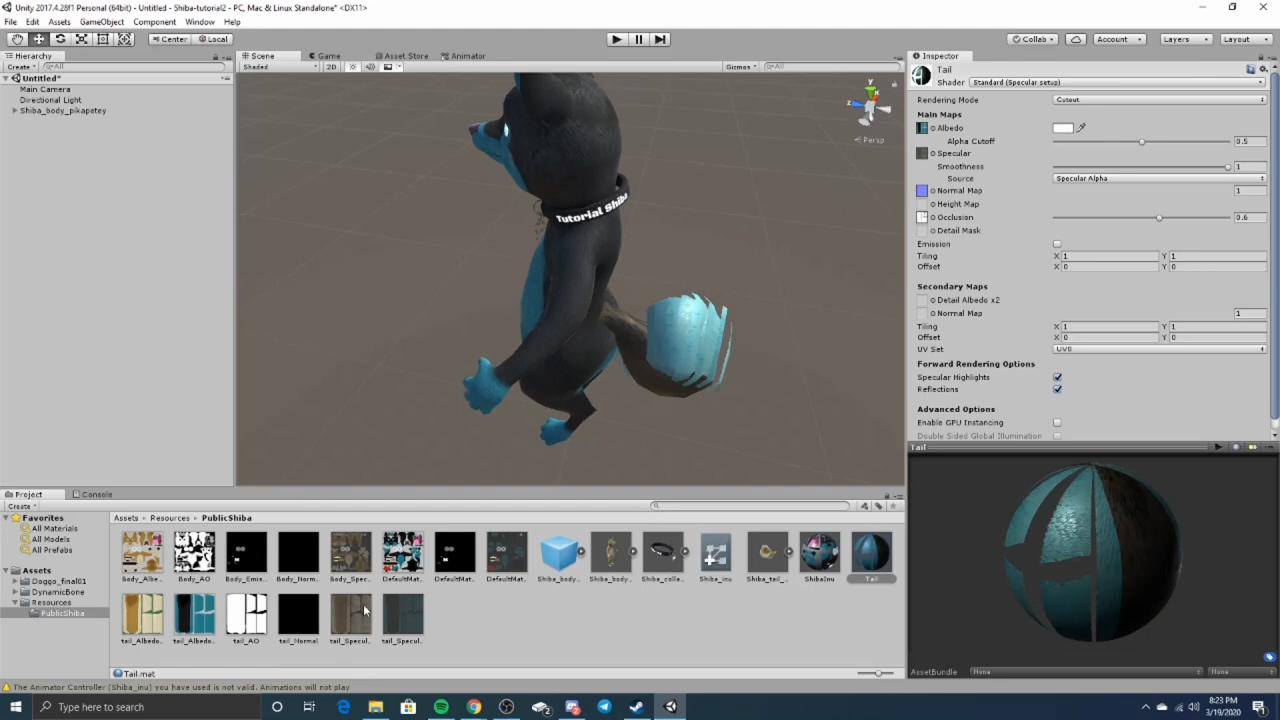 Unity 2017.4.28f1 Personal (64bit) - Untitled - Shiba-tutorial2 - PC, Mac & Linux Standalone* <DX11>
File Edit Assets GameObject Component Window Help
Center Local Collab Account Layers Layout
Hierarchy
Create All
Untitled*
Main Camera
Directional Light
Shiba_body_pikapetey
Scene Game Asset Store Animator
Shaded 2D Gizmos All
y
x
z
Persp
Tutorial Shiba
Inspector
Tail
Shader Standard (Specular setup)
Rendering Mode Cutout
Main Maps
Albedo
Alpha Cutoff 0.5
Specular
Smoothness 1
Source Specular Alpha
Normal Map 1
Height Map
Occlusion 0.6
Detail Mask
Emission
Tiling X 1 Y 1
Offset X 0 Y 0
Secondary Maps
Detail Albedo x2
Normal Map 1
Tiling X 1 Y 1
Offset X 0 Y 0
UV Set UV0
Forward Rendering Options
Specular Highlights
Reflections
Advanced Options
Enable GPU Instancing
Double Sided Global Illumination
Tail
AssetBundle None None
Project Console
Create
Favorites
All Materials
All Models
All Prefabs
Assets
Doggo_final01
DynamicBone
Resources
PublicShiba
Assets Resources PublicShiba
Body_Albe.. Body_AO Body_Emis.. Body_Norm.. Body_Spec.. DefaultMat.. DefaultMat.. DefaultMat.. Shiba_body.. Shiba_body.. Shiba_colla.. Shiba_inu Shiba_tail_.. ShibaInu Tail
tail_Albedo.. tail_Albedo.. tail_AO tail_Normal tail_Specul.. tail_Specul..
Tail.mat
The Animator Controller (Shiba_inu) you have used is not valid. Animations will not play
Type here to search
8:23 PM
3/19/2020